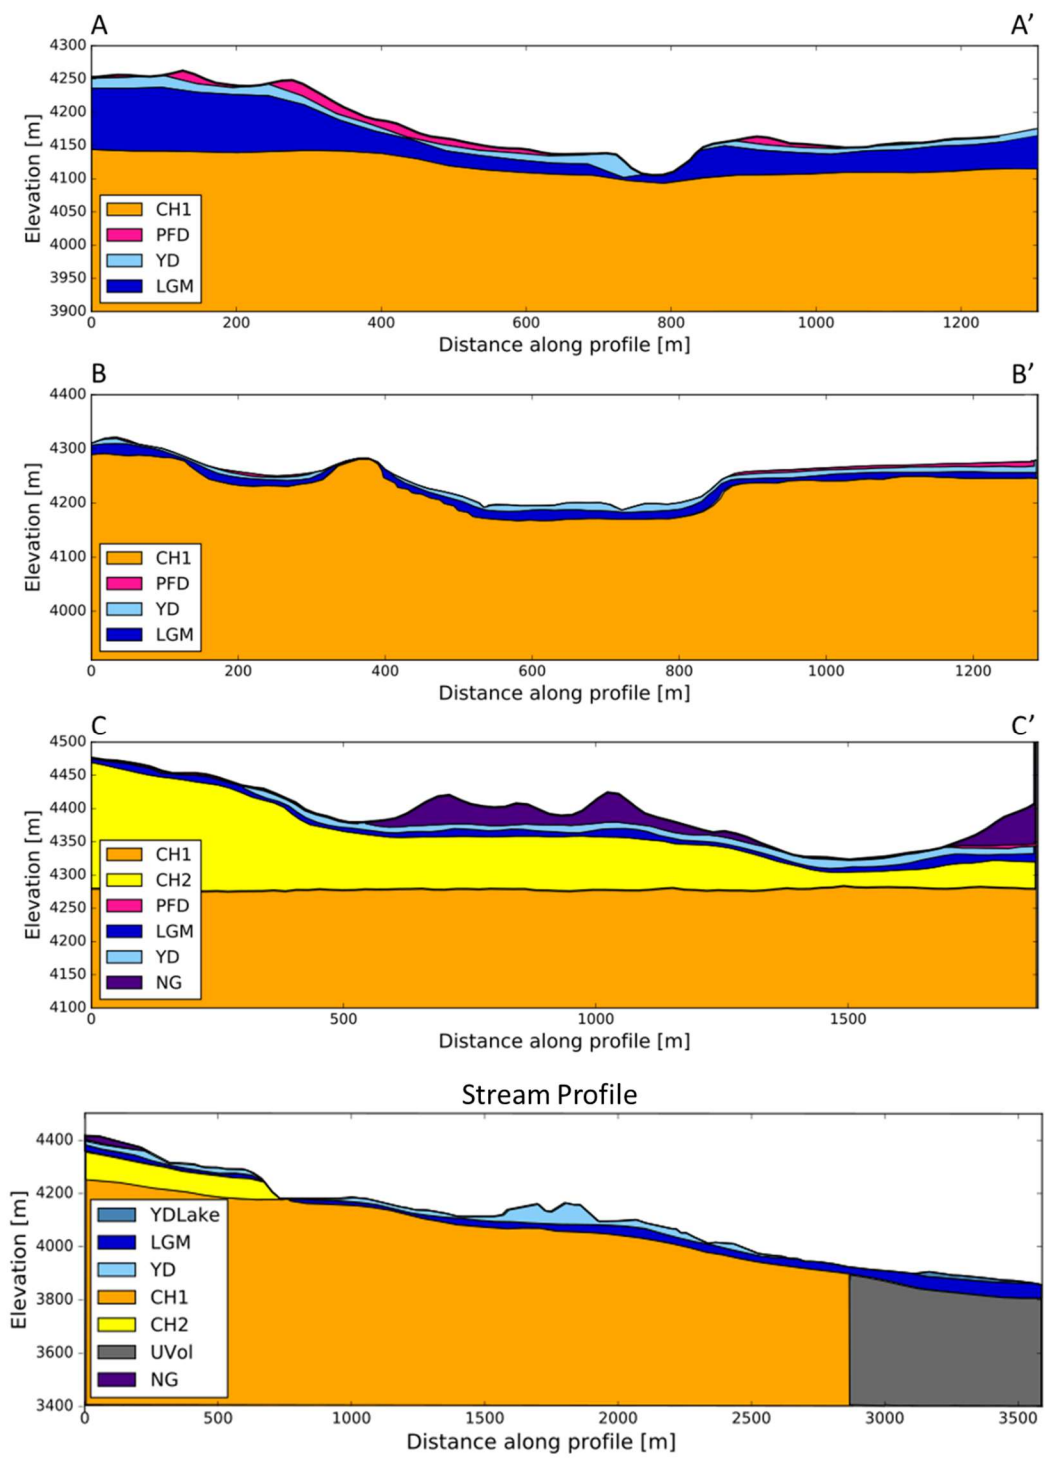 A A’
4300
4250
4200
4150
4100
4050
4000
3950
3900
Elevation [m]
CH1
PFD
YD
LGM
0 200 400 600 800 1000 1200
Distance along profile [m]
B B’
4400
4300
4200
4100
4000
Elevation [m]
CH1
PFD
YD
LGM
0 200 400 600 800 1000 1200
Distance along profile [m]
C C’
4500
4450
4400
4350
4300
4250
4200
4150
4100
Elevation [m]
CH1
CH2
PFD
LGM
YD
NG
0 500 1000 1500
Distance along profile [m]
Stream Profile
4400
4200
4000
3800
3600
3400
Elevation [m]
YDLake
LGM
YD
CH1
CH2
UVol
NG
0 500 1000 1500 2000 2500 3000 3500
Distance along profile [m]